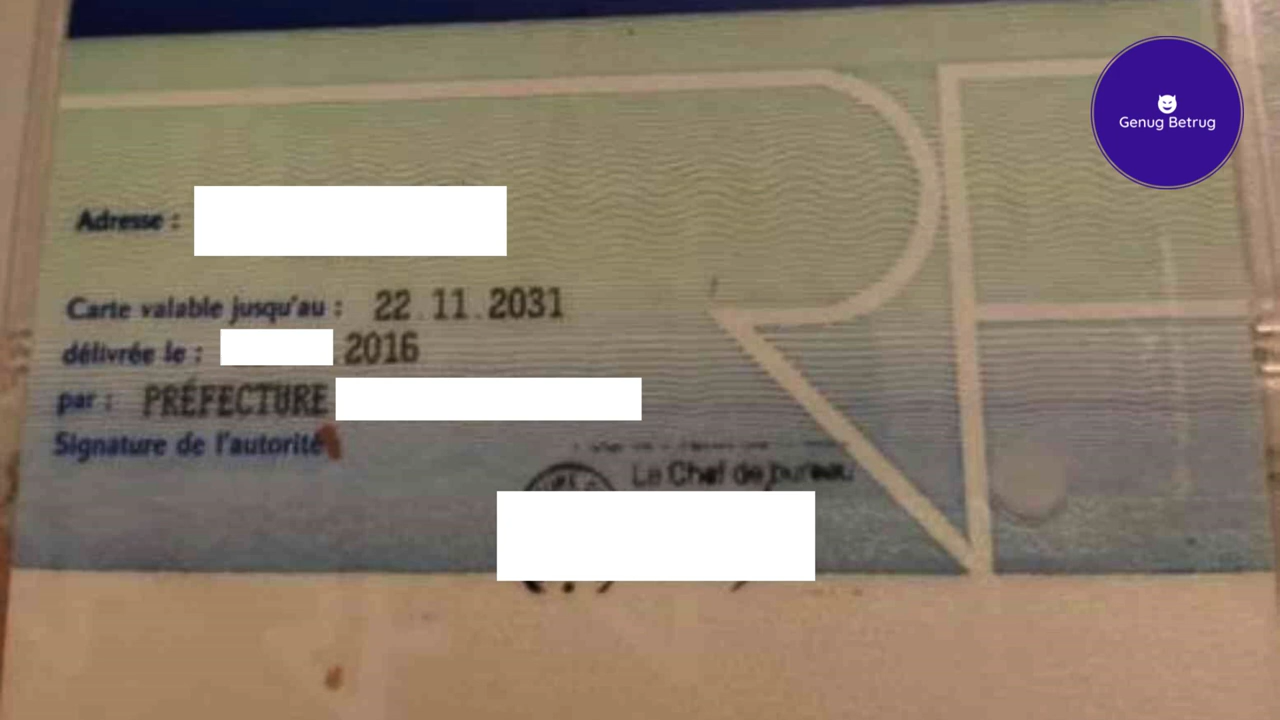 Genug Betrug
Adresse :
Carte valable jusqu'au : 22.11.2031
délivrée le : 2016
par : PRÉFECTURE
Signature de l'autorité
Le Chef de bureau